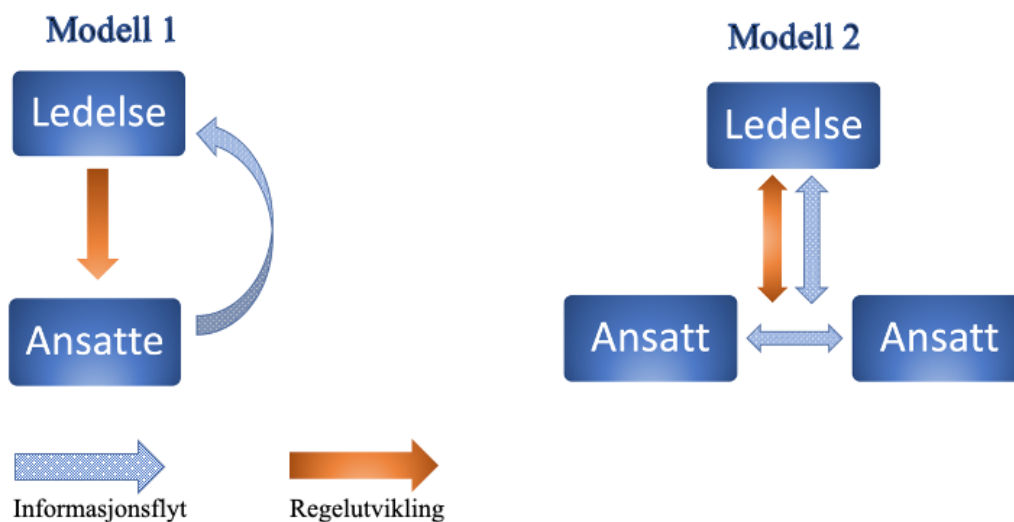 Modell 1
Ledelse
Ansatte
Modell 2
Ledelse
Ansatt
Ansatt
Informasjonsflyt
Regelutvikling